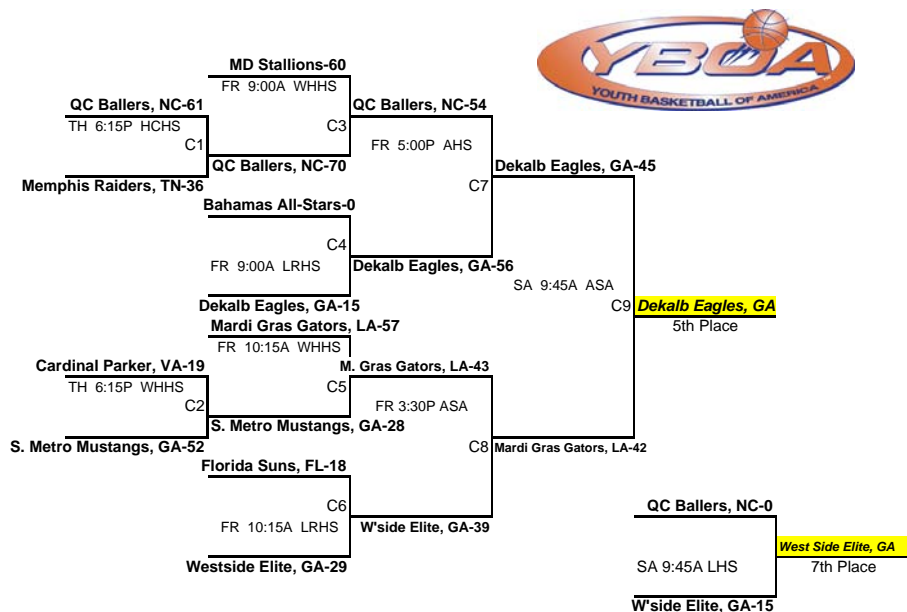 YBOA
YOUTH BASKETBALL OF AMERICA
MD Stallions-60
FR 9:00A WHHS
QC Ballers, NC-61
QC Ballers, NC-54
TH 6:15P HCHS
C3
C1
FR 5:00P AHS
QC Ballers, NC-70
Dekalb Eagles, GA-45
Memphis Raiders, TN-36
C7
Bahamas All-Stars-0
C4
FR 9:00A LRHS
Dekalb Eagles, GA-56
SA 9:45A ASA
Dekalb Eagles, GA-15
C9
Dekalb Eagles, GA
5th Place
Mardi Gras Gators, LA-57
FR 10:15A WHHS
Cardinal Parker, VA-19
M. Gras Gators, LA-43
TH 6:15P WHHS
C5
C2
FR 3:30P ASA
S. Metro Mustangs, GA-28
S. Metro Mustangs, GA-52
C8
Mardi Gras Gators, LA-42
Florida Suns, FL-18
C6
FR 10:15A LRHS
W'side Elite, GA-39
Westside Elite, GA-29
QC Ballers, NC-0
West Side Elite, GA
SA 9:45A LHS
7th Place
W'side Elite, GA-15